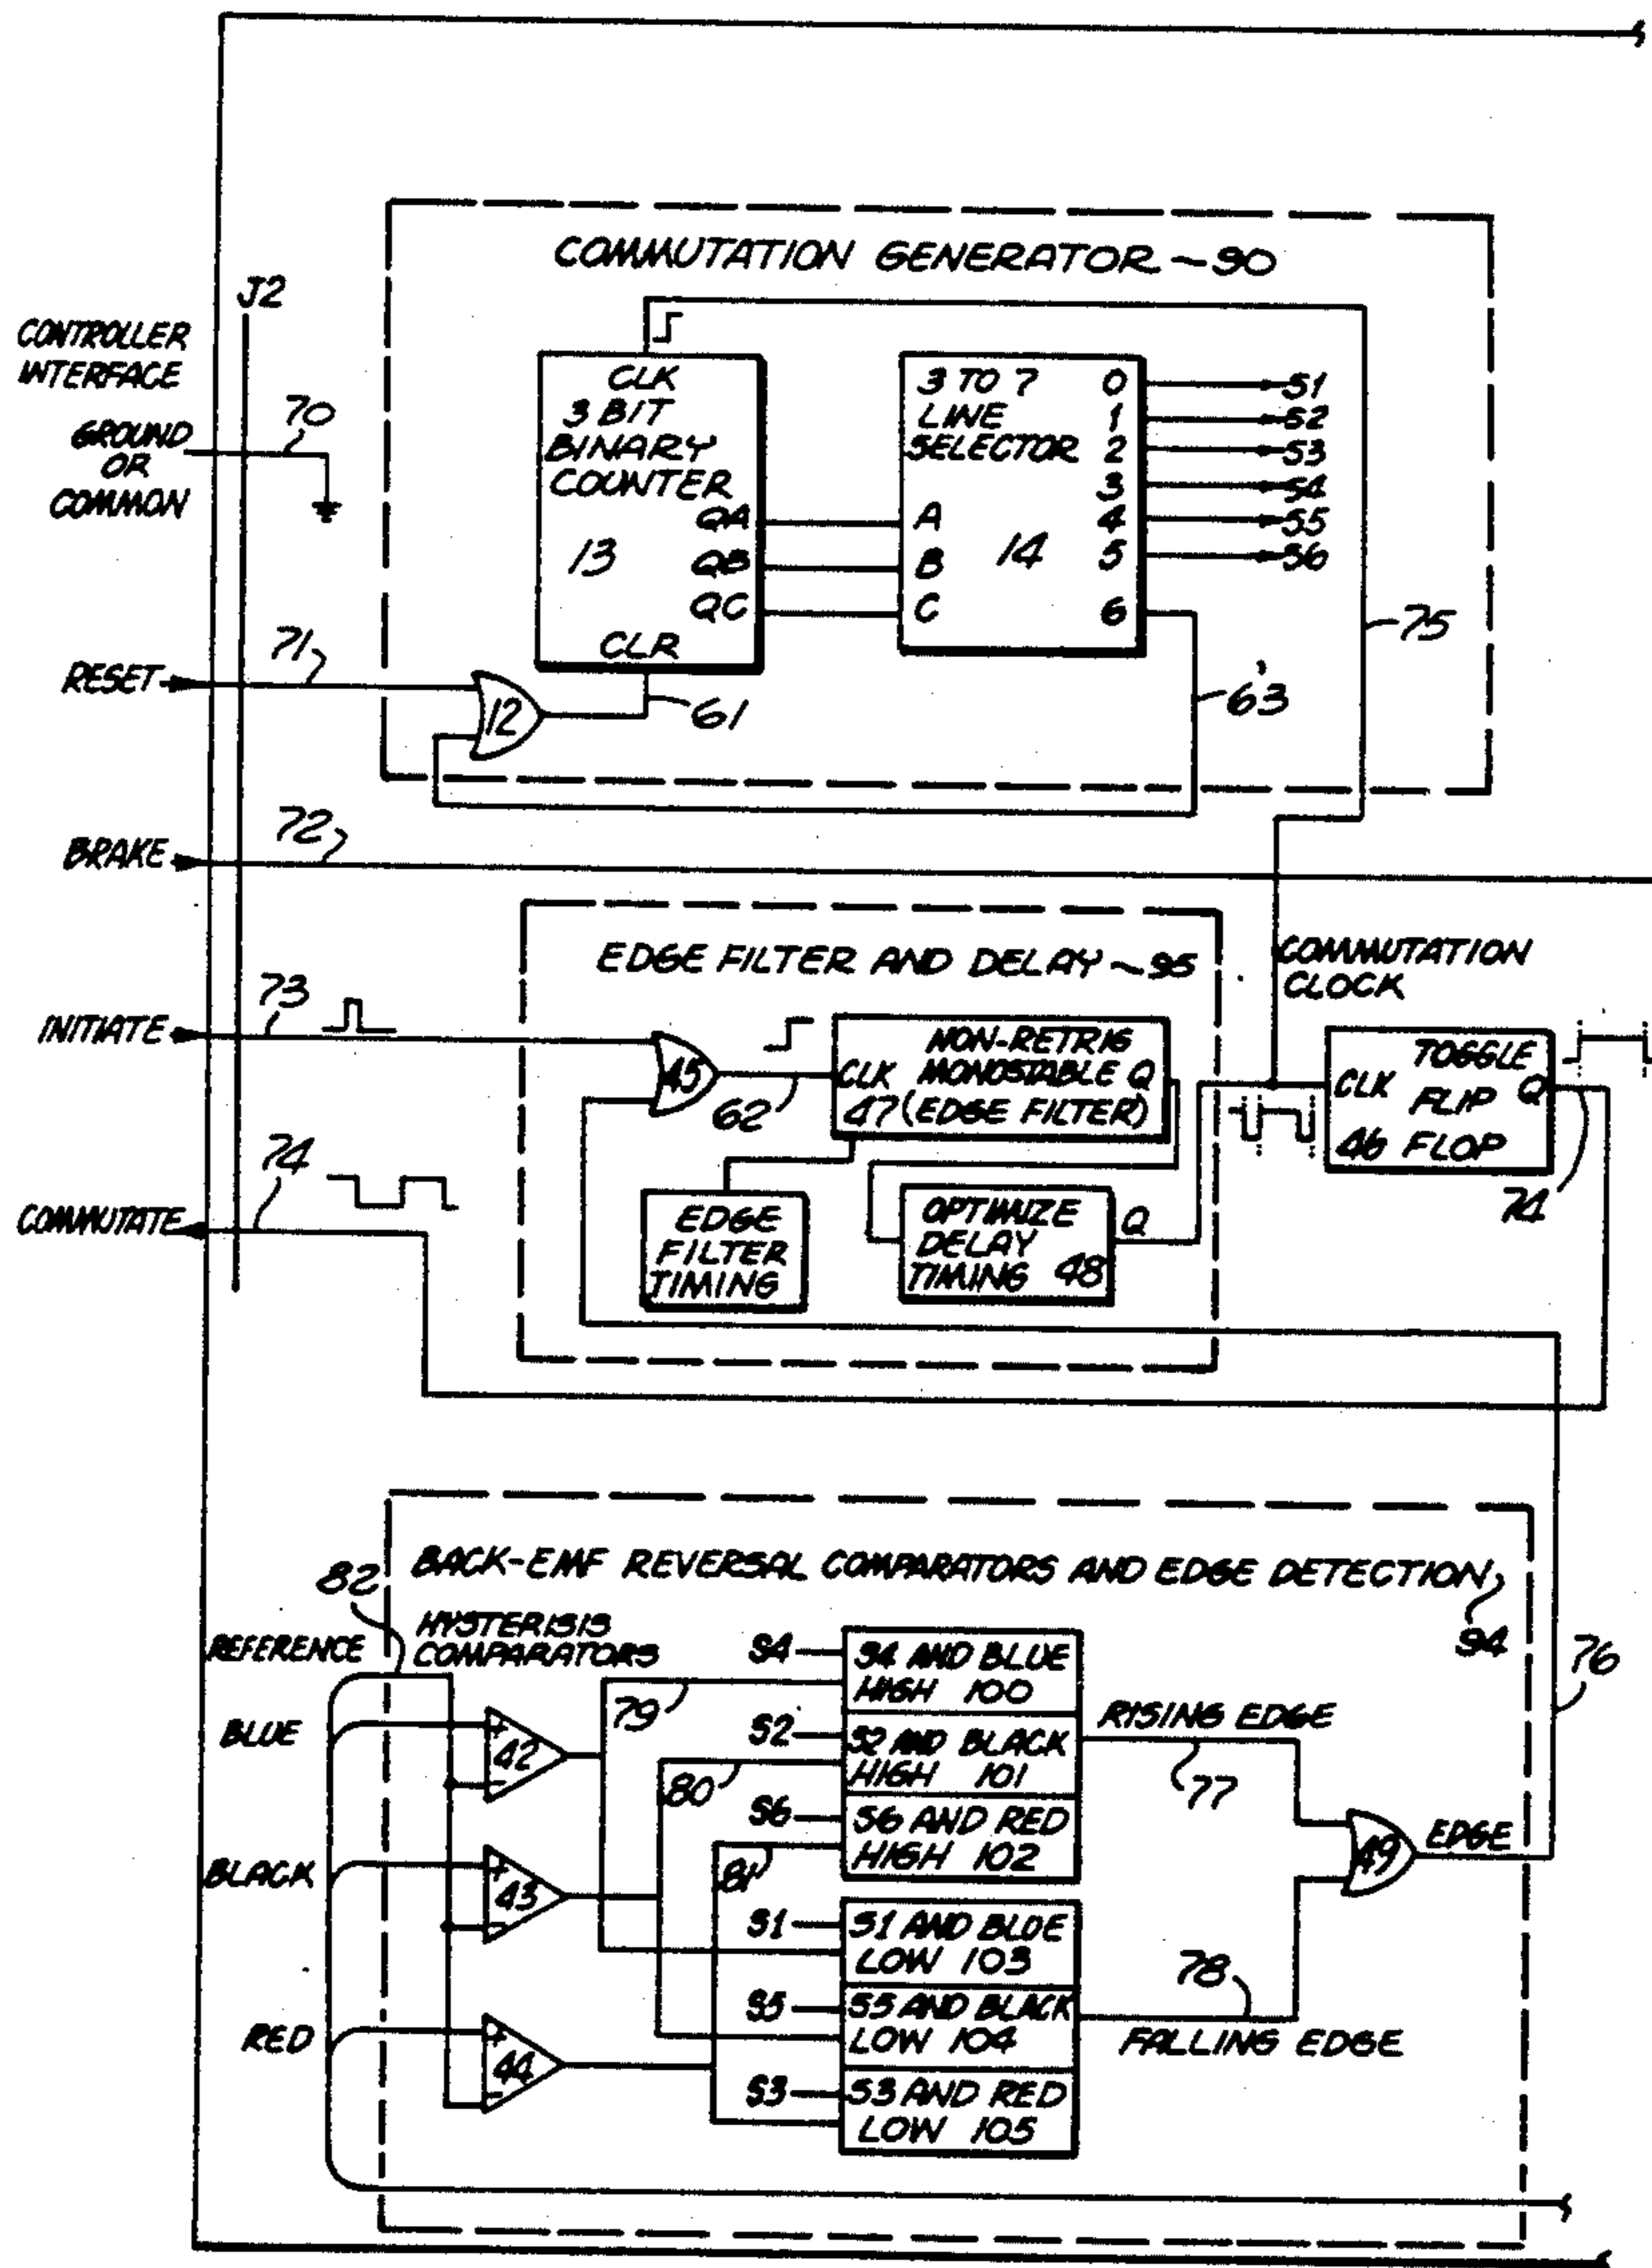 COMMUTATION GENERATOR ~90
J2
CONTROLLER
INTERFACE
70
GROUND
OR
COMMON
CLK
3 BIT
BINARY
COUNTER
QA
13
QB
QC
CLR
3 TO 7
LINE
SELECTOR
A
B
C
14
0
1
2
3
4
5
6
S1
S2
S3
S4
S5
S6
75
RESET
71
12
61
63
BRAKE
72
EDGE FILTER AND DELAY ~95
COMMUTATION
CLOCK
INITIATE
73
45
62
NON-RETRIG
CLK MONOSTABLE Q
47 (EDGE FILTER)
TOGGLE
CLK FLIP Q
46 FLOP
74
COMMUTATE
74
EDGE
FILTER
TIMING
OPTIMIZE
DELAY
TIMING 48
Q
BACK-EMF REVERSAL COMPARATORS AND EDGE DETECTION
94
82
HYSTERISIS
COMPARATORS
REFERENCE
BLUE
BLACK
RED
42
43
44
79
80
81
S4
S4 AND BLUE
HIGH 100
S2
S2 AND BLACK
HIGH 101
S6
S6 AND RED
HIGH 102
S1
S1 AND BLUE
LOW 103
S5
S5 AND BLACK
LOW 104
S3
S3 AND RED
LOW 105
RISING EDGE
77
78
FALLING EDGE
49
EDGE
76